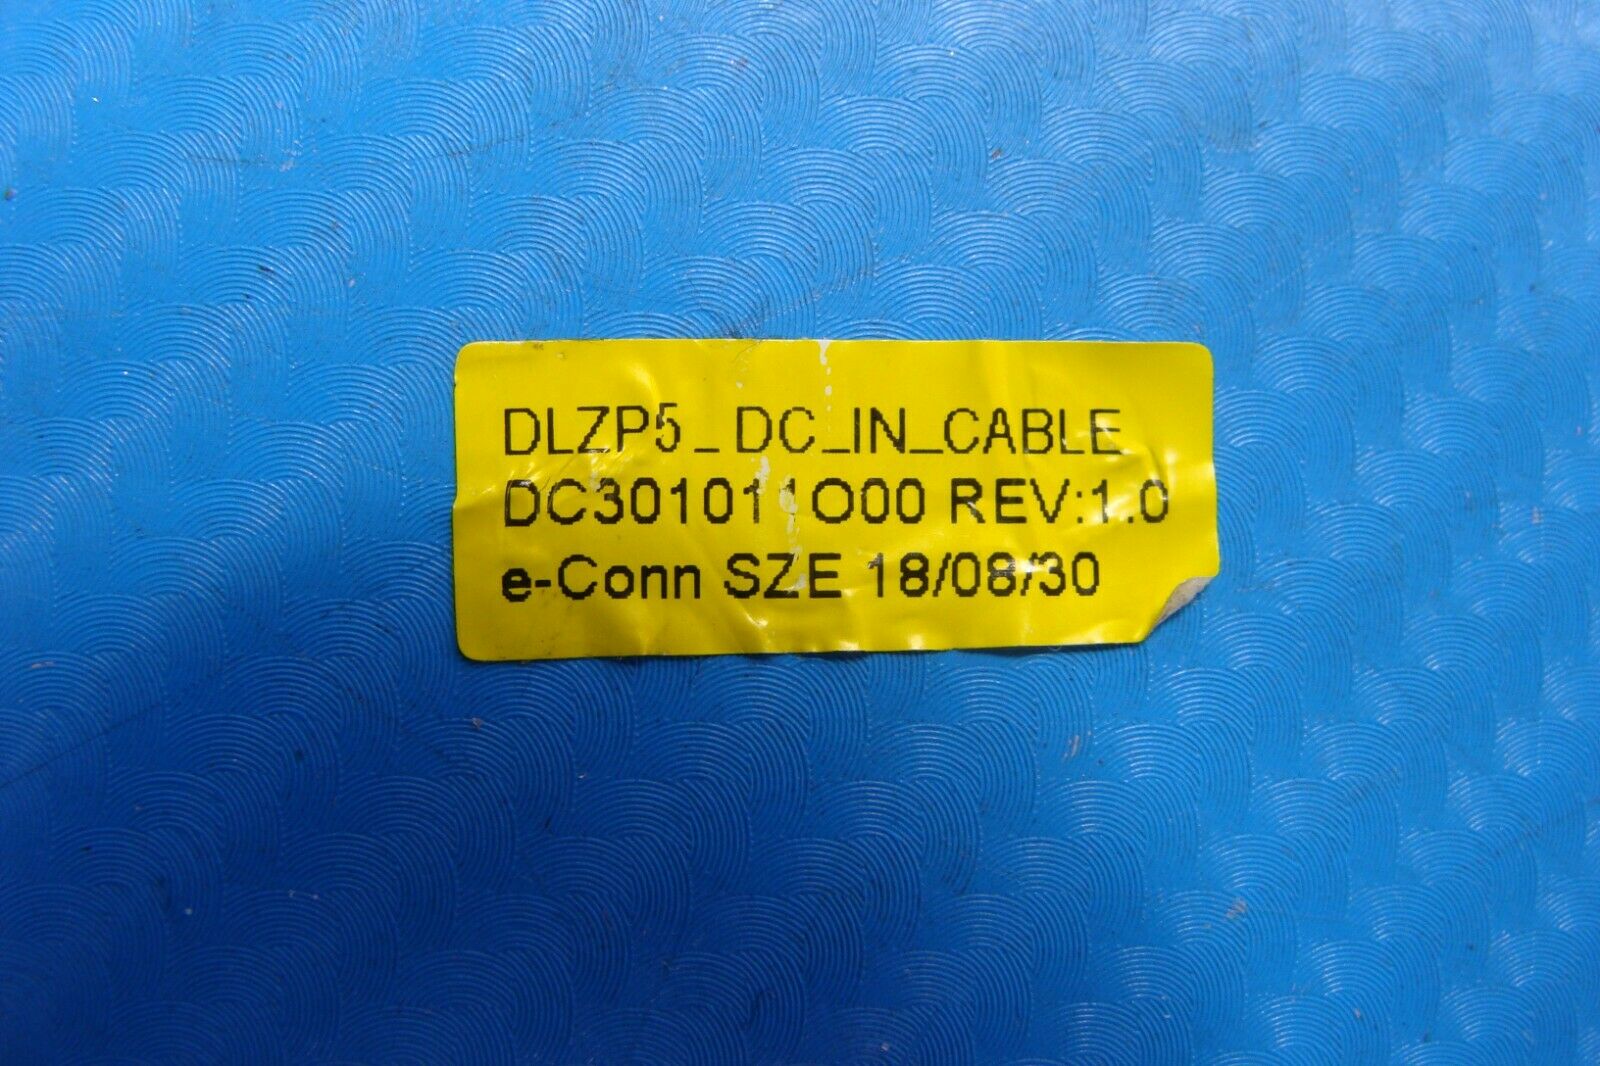 DLZP5_DC_IN_CABLE
DC301011O00 REV:1.0
e-Conn SZE 18/08/30